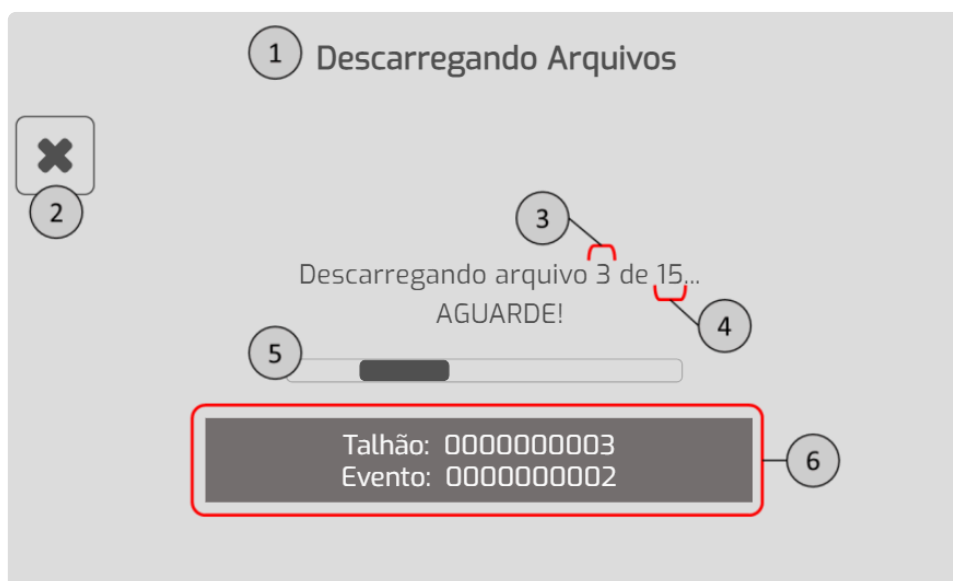 1 Descarregando Arquivos
2
3
Descarregando arquivo 3 de 15...
AGUARDE!
4
5
Talhão: 0000000003
Evento: 0000000002
6